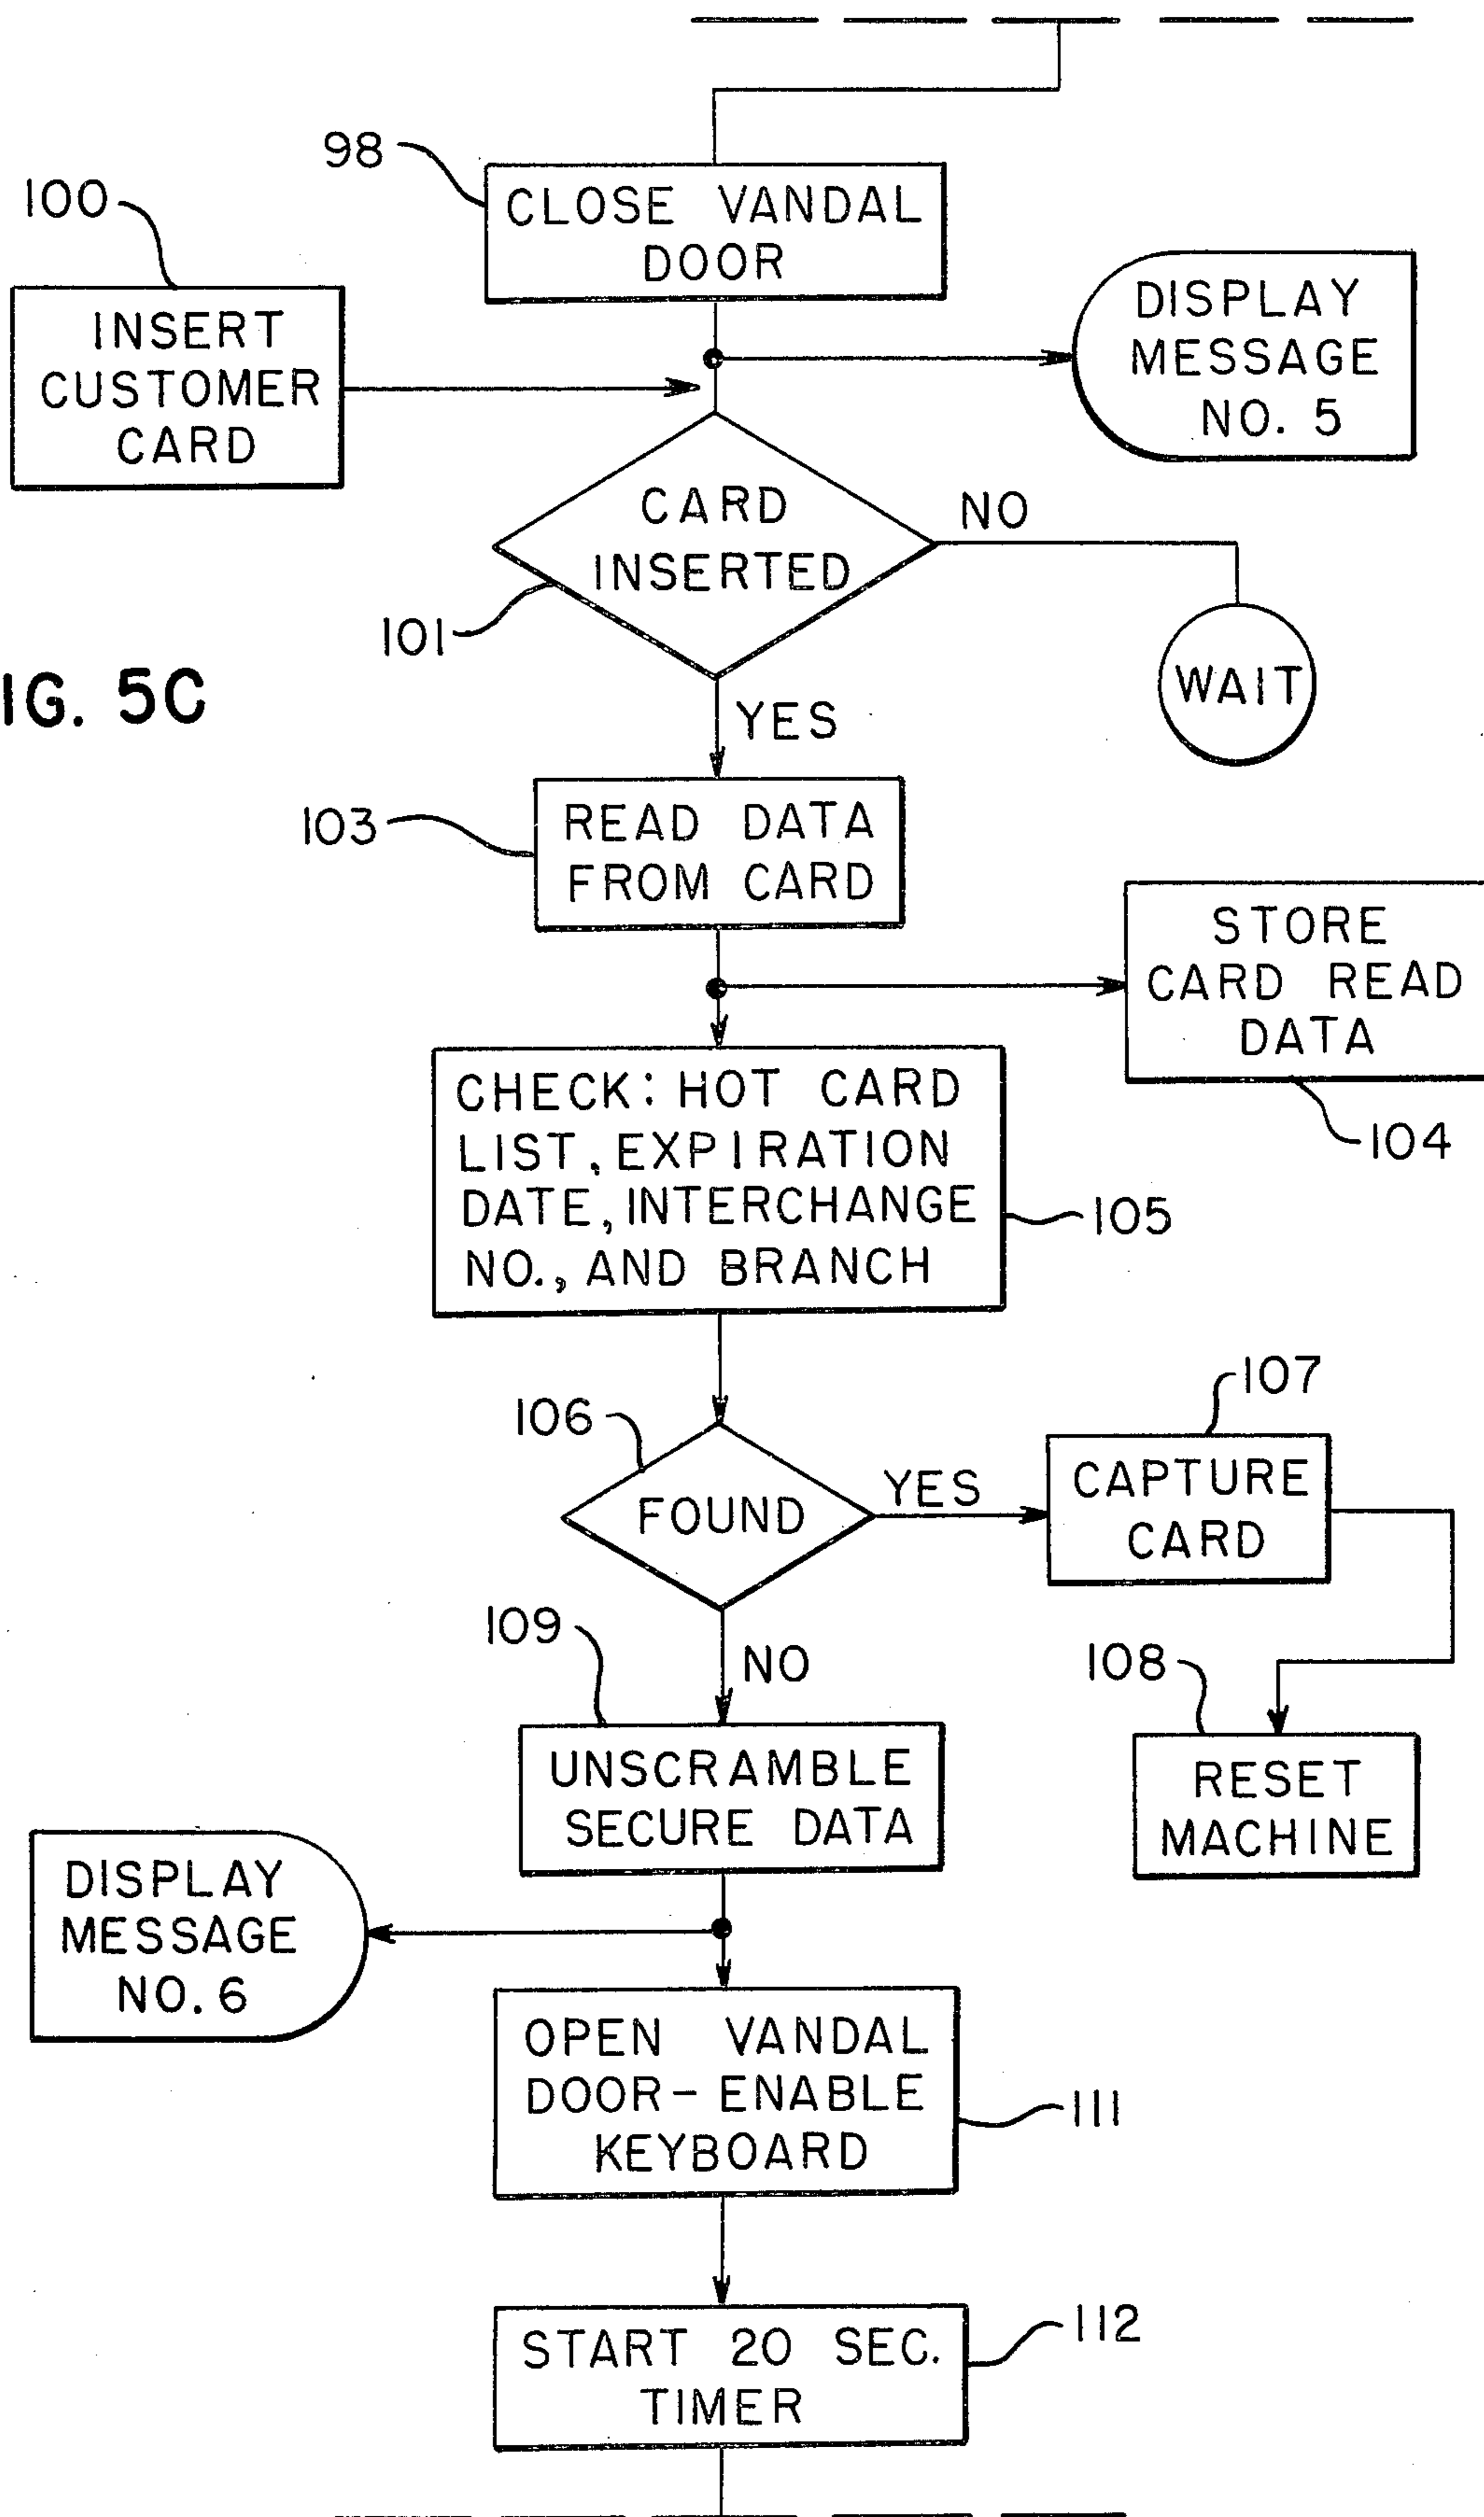 98
CLOSE VANDAL
DOOR
100
INSERT
CUSTOMER
CARD
DISPLAY
MESSAGE
NO. 5
CARD
INSERTED
NO
101
WAIT
IG. 5C
YES
103
READ DATA
FROM CARD
STORE
CARD READ
DATA
104
CHECK: HOT CARD
LIST, EXPIRATION
DATE, INTERCHANGE
NO., AND BRANCH
105
106
FOUND
YES
107
CAPTURE
CARD
109
NO
108
RESET
MACHINE
UNSCRAMBLE
SECURE DATA
DISPLAY
MESSAGE
NO. 6
OPEN VANDAL
DOOR- ENABLE
KEYBOARD
111
START 20 SEC.
TIMER
112